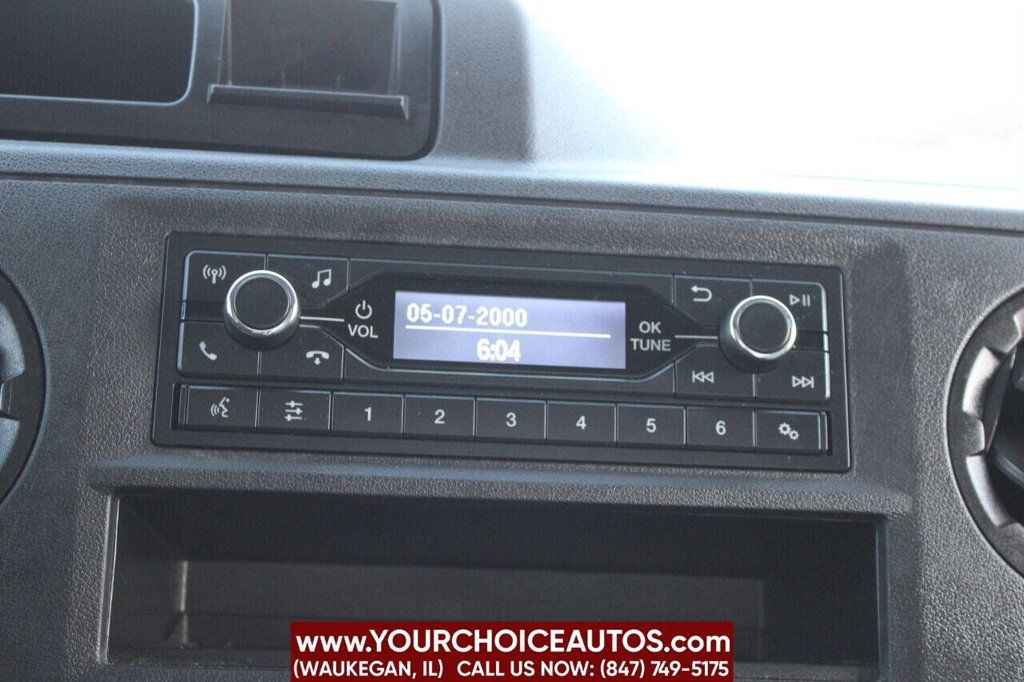 05-07-2000
6:04
VOL
OK
TUNE
1 2 3 4 5 6
www.YOURCHOICEAUTOS.com
(WAUKEGAN, IL) CALL US NOW: (847) 749-5175